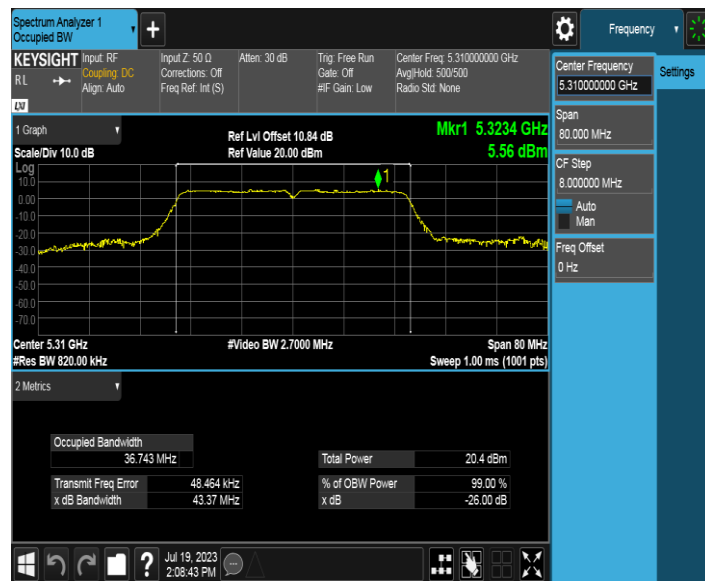 Spectrum Analyzer 1
Occupied BW
Frequency
KEYSIGHT
Input: RF
Coupling: DC
Align: Auto
Input Z: 50 Ω
Corrections: Off
Freq Ref: Int (S)
Atten: 30 dB
Trig: Free Run
Gate: Off
#IF Gain: Low
Center Freq: 5.310000000 GHz
Avg|Hold: 500/500
Radio Std: None
R L
LXI
Center Frequency
5.310000000 GHz
Settings
Span
80.000 MHz
CF Step
8.000000 MHz
Auto
Man
Freq Offset
0 Hz
1 Graph
Scale/Div 10.0 dB
Ref Lvl Offset 10.84 dB
Ref Value 20.00 dBm
Mkr1 5.3234 GHz
5.56 dBm
Log
10.0
0.00
-10.0
-20.0
-30.0
-40.0
-50.0
-60.0
-70.0
1
Center 5.31 GHz
#Res BW 820.00 kHz
#Video BW 2.7000 MHz
Span 80 MHz
Sweep 1.00 ms (1001 pts)
2 Metrics
Occupied Bandwidth
36.743 MHz
Total Power 20.4 dBm
Transmit Freq Error 48.464 kHz
% of OBW Power 99.00 %
x dB Bandwidth 43.37 MHz
x dB -26.00 dB
?
Jul 19, 2023
2:08:43 PM